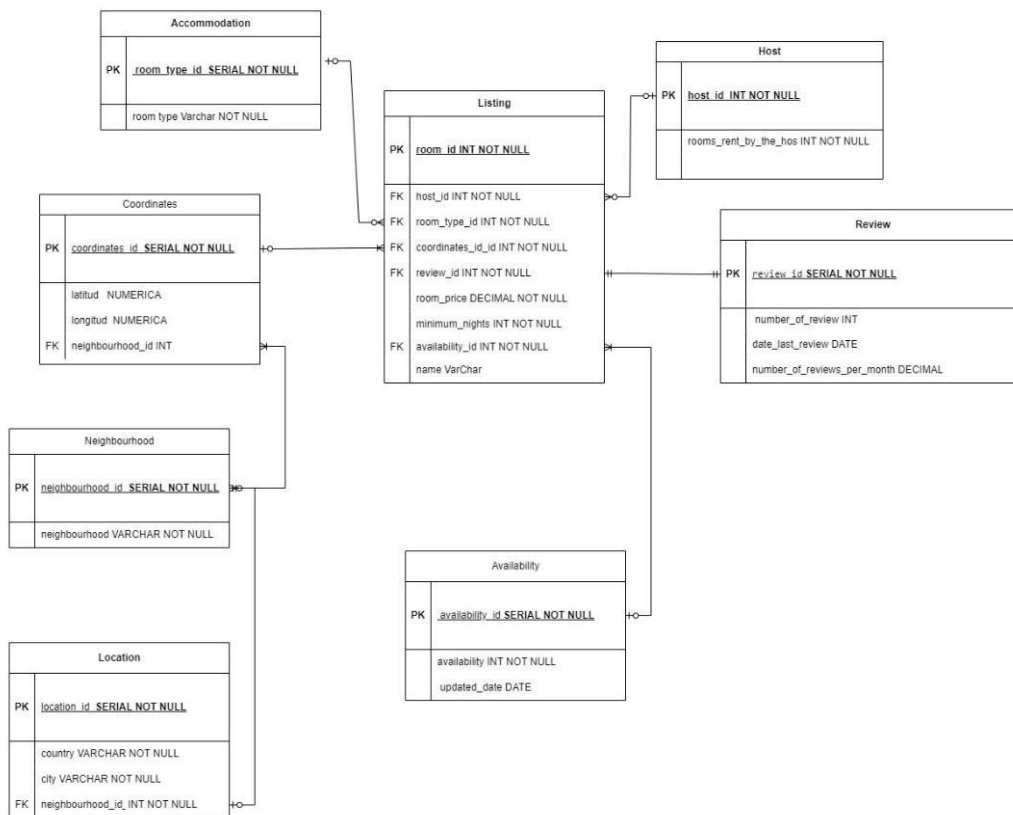 Accommodation
PK room_type_id SERIAL NOT NULL
room type Varchar NOT NULL
Host
PK host_id INT NOT NULL
rooms_rent_by_the_hos INT NOT NULL
Listing
PK room_id INT NOT NULL
FK host_id INT NOT NULL
FK room_type_id INT NOT NULL
FK coordinates_id_id INT NOT NULL
FK review_id INT NOT NULL
room_price DECIMAL NOT NULL
minimum_nights INT NOT NULL
FK availability_id INT NOT NULL
name VarChar
Coordinates
PK coordinates_id SERIAL NOT NULL
latitud NUMERICA
longitud NUMERICA
FK neighbourhood_id INT
Review
PK review_id SERIAL NOT NULL
number_of_review INT
date_last_review DATE
number_of_reviews_per_month DECIMAL
Neighbourhood
PK neighbourhood_id SERIAL NOT NULL
neighbourhood VARCHAR NOT NULL
Availability
PK availability_id SERIAL NOT NULL
availability INT NOT NULL
updated_date DATE
Location
PK location_id SERIAL NOT NULL
country VARCHAR NOT NULL
city VARCHAR NOT NULL
FK neighbourhood_id_ INT NOT NULL